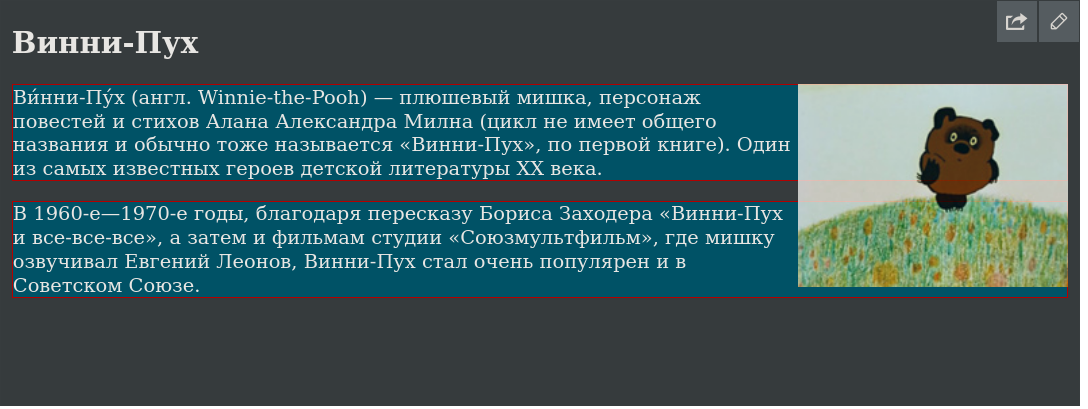 Винни-Пух
Ви́нни-Пу́х (англ. Winnie-the-Pooh) — плюшевый мишка, персонаж
повестей и стихов Алана Александра Милна (цикл не имеет общего
названия и обычно тоже называется «Винни-Пух», по первой книге). Один
из самых известных героев детской литературы XX века.
В 1960-е—1970-е годы, благодаря пересказу Бориса Заходера «Винни-Пух
и все-все-все», а затем и фильмам студии «Союзмультфильм», где мишку
озвучивал Евгений Леонов, Винни-Пух стал очень популярен и в
Советском Союзе.